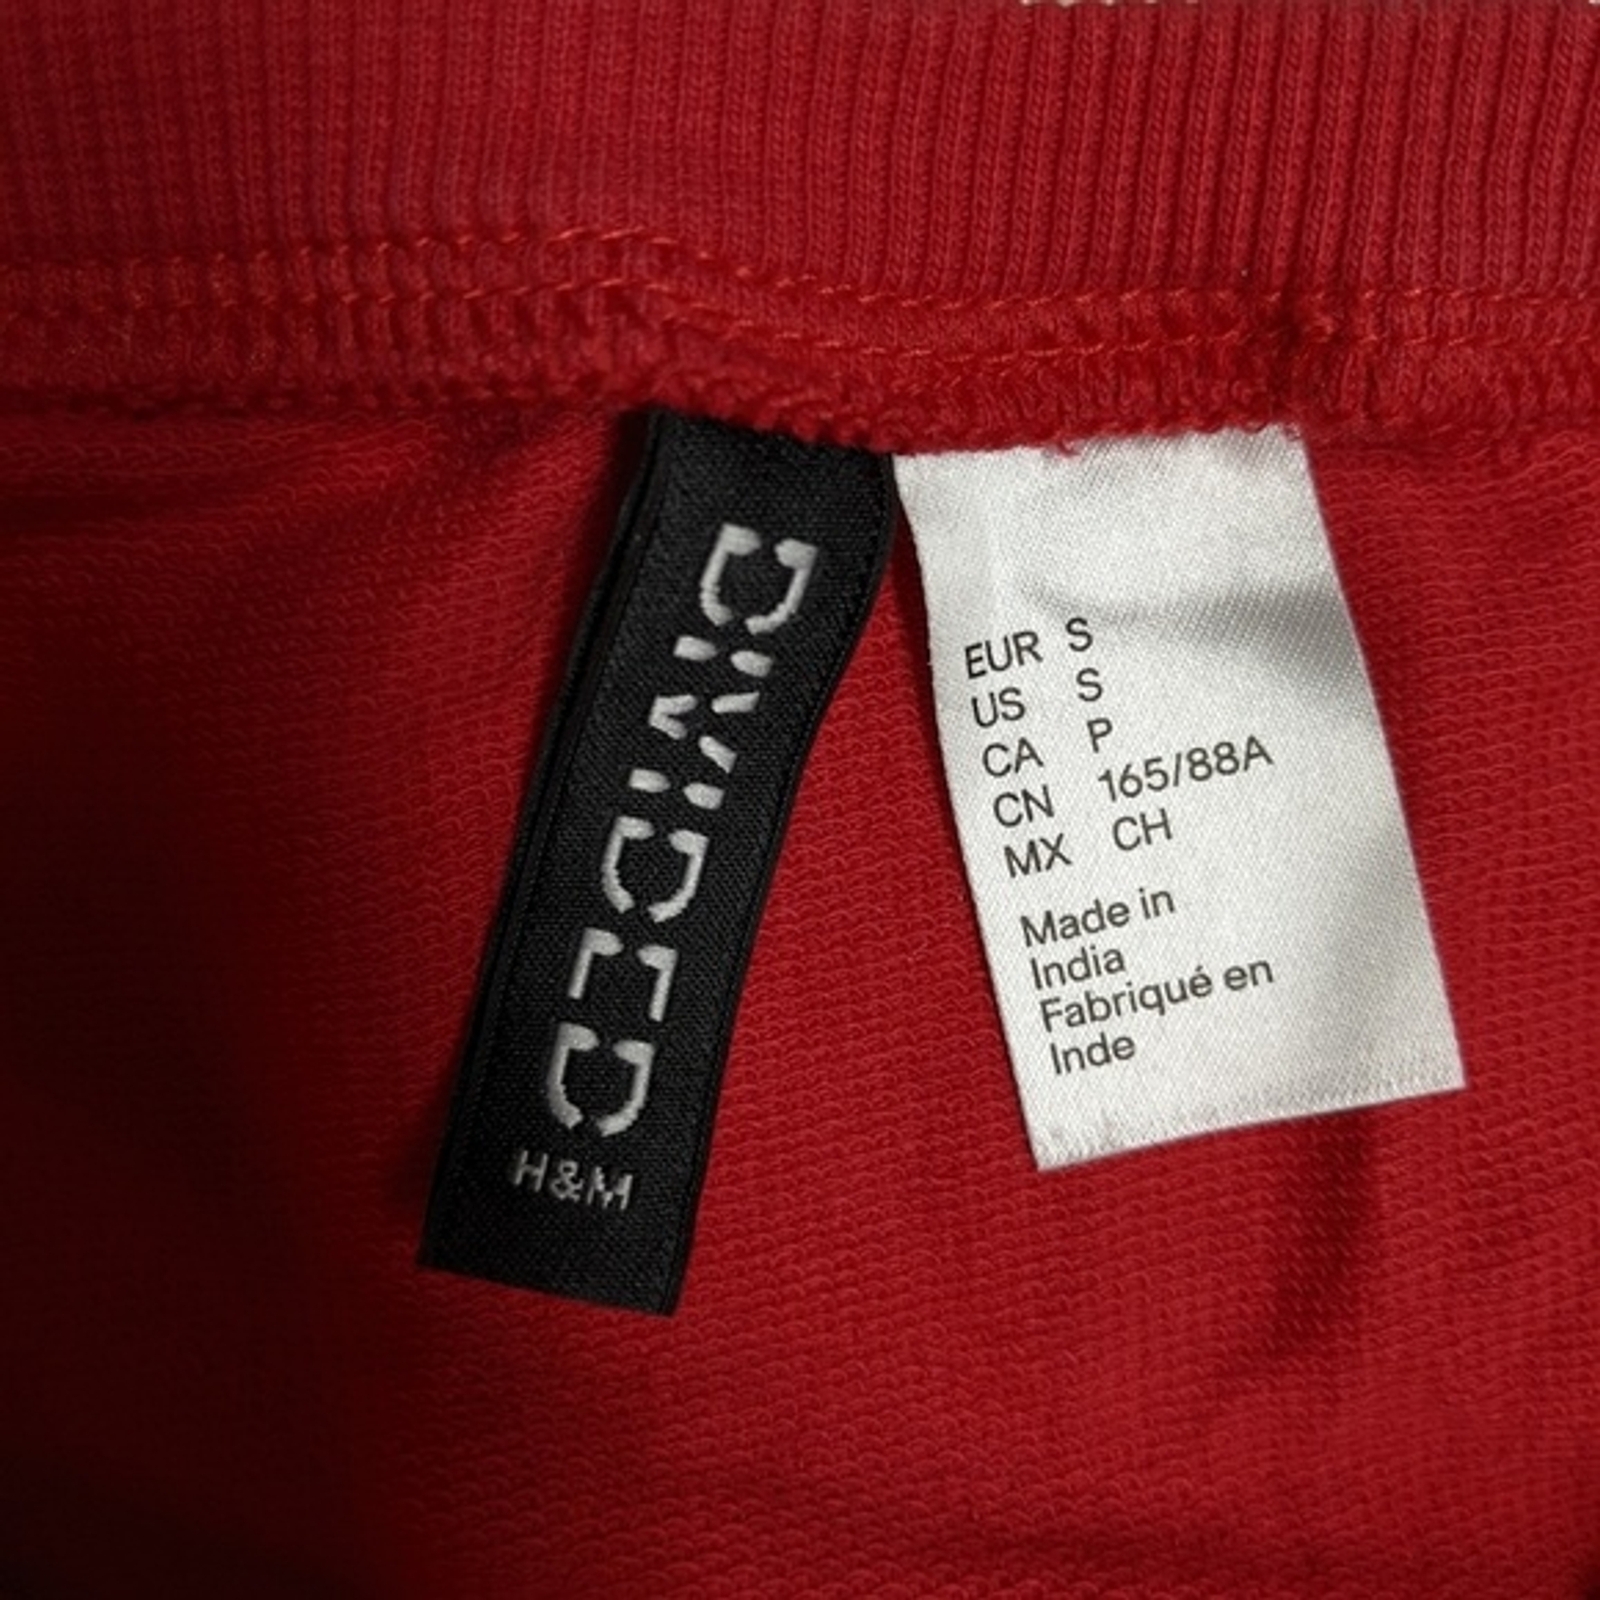 DIVIDED
H&M
EUR S
US S
CA P
CN 165/88A
MX CH
Made in
India
Fabriqué en
Inde